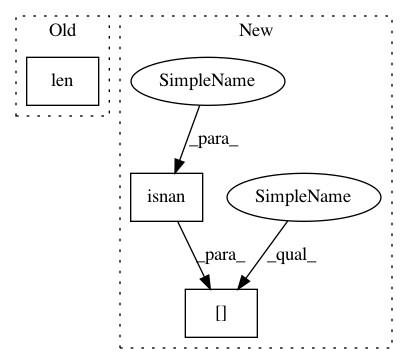 Old
New
len
SimpleName
_para_
isnan
SimpleName
_para_
_qual_
[]